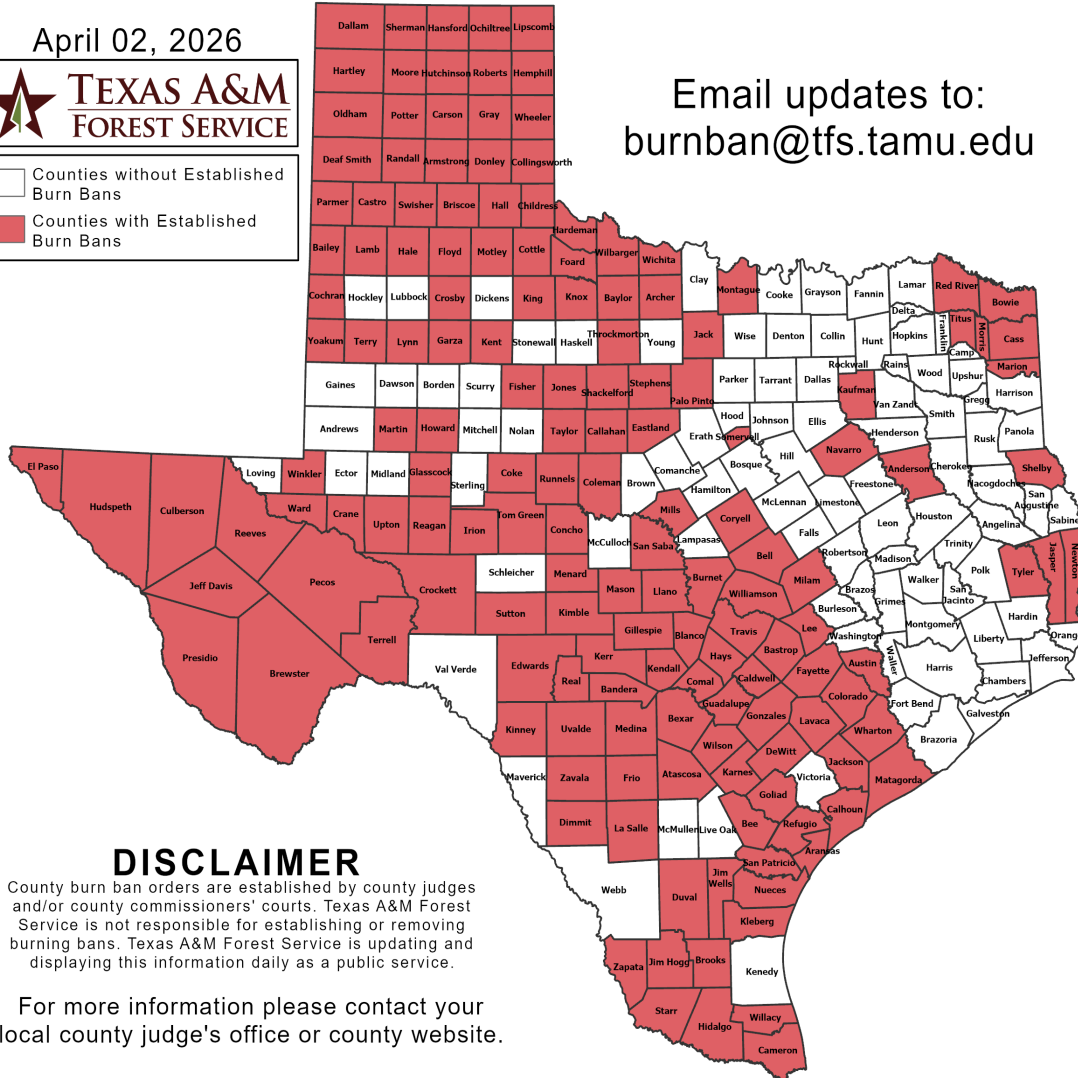 April 02, 2026
TEXAS A&M
FOREST SERVICE
Counties without Established
Burn Bans
Counties with Established
Burn Bans
Email updates to:
burnban@tfs.tamu.edu
Dallam Sherman Hansford Ochiltree Lipscomb
Hartley Moore Hutchinson Roberts Hemphill
Oldham Potter Carson Gray Wheeler
Deaf Smith Randall Armstrong Donley Collingsworth
Parmer Castro Swisher Briscoe Hall Childress
Hardeman
Bailey Lamb Hale Floyd Motley Cottle Foard Wilbarger Wichita
Clay Montague Cooke Grayson Fannin Lamar Red River Bowie
Cochran Hockley Lubbock Crosby Dickens King Knox Baylor Archer
Delta Franklin Titus Morris Cass
Yoakum Terry Lynn Garza Kent Stonewall Haskell Throckmorton Young Jack Wise Denton Collin Hunt Hopkins Camp
Rockwall Rains Wood Upshur Marion
Gaines Dawson Borden Scurry Fisher Jones Shackelford Stephens Palo Pinto Parker Tarrant Dallas Kaufman Van Zandt Smith Gregg Harrison
Andrews Martin Howard Mitchell Nolan Taylor Callahan Eastland Erath Hood Somervell Johnson Ellis Henderson Rusk Panola
El Paso Loving Winkler Ector Midland Glasscock Sterling Coke Runnels Coleman Brown Comanche Bosque Hill Navarro Anderson Cherokee Nacogdoches Shelby
Hudspeth Culberson Reeves Ward Crane Upton Reagan Irion Tom Green Concho McCulloch San Saba Mills Hamilton Lampasas Coryell McLennan Limestone Freestone Leon Houston Angelina San
Augustine Sabine
Falls Robertson Madison Trinity Polk Tyler Jasper Newton
Jeff Davis Pecos Crockett Schleicher Menard Mason Llano Burnet Bell Williamson Milam Brazos Grimes Walker San
Jacinto Hardin Orang
Presidio Brewster Terrell Val Verde Sutton Kimble Gillespie Blanco Travis Lee Burleson Washington Montgomery Liberty Jefferson
Edwards Real Kerr Bandera Kendall Hays Comal Caldwell Bastrop Fayette Austin Waller Harris Chambers
Kinney Uvalde Medina Bexar Guadalupe Gonzales Lavaca Colorado Fort Bend Galveston
Wilson DeWitt Wharton Brazoria
Maverick Zavala Frio Atascosa Karnes Victoria Jackson Matagorda
Dimmit La Salle McMullen Live Oak Bee Goliad Refugio Calhoun
Aransas
Webb Duval Jim
Wells San Patricio Nueces
Kleberg
Zapata Jim Hogg Brooks Kenedy
Starr Hidalgo Willacy
Cameron
DISCLAIMER
County burn ban orders are established by county judges
and/or county commissioners' courts. Texas A&M Forest
Service is not responsible for establishing or removing
burning bans. Texas A&M Forest Service is updating and
displaying this information daily as a public service.
For more information please contact your
local county judge's office or county website.